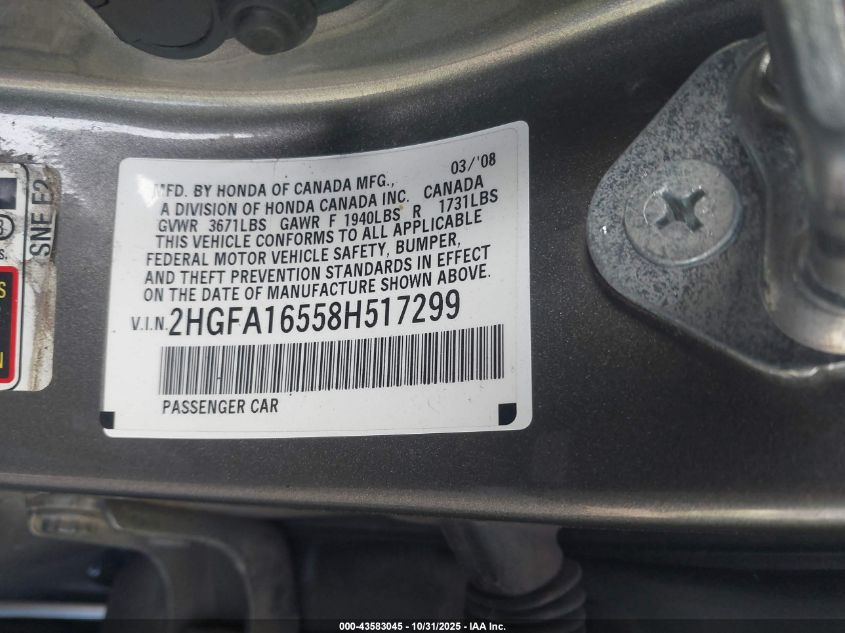 03/'08
MFD. BY HONDA OF CANADA MFG.,
A DIVISION OF HONDA CANADA INC. CANADA
GVWR 3671LBS GAWR F 1940LBS R 1731LBS
THIS VEHICLE CONFORMS TO ALL APPLICABLE
FEDERAL MOTOR VEHICLE SAFETY, BUMPER,
AND THEFT PREVENTION STANDARDS IN EFFECT
ON THE DATE OF MANUFACTURE SHOWN ABOVE.
V.I.N. 2HGFA16558H517299
PASSENGER CAR
SNE E2
000-43583045 - 10/31/2025 - IAA Inc.